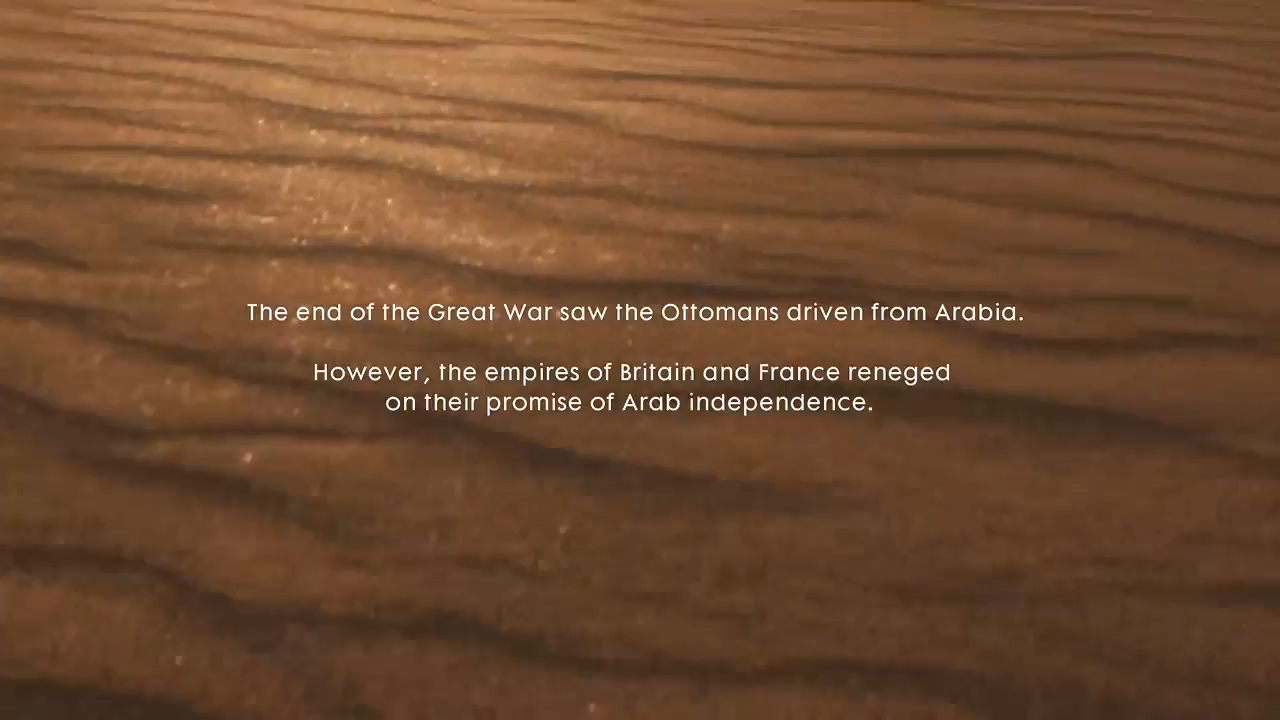 The end of the Great War saw the Ottomans driven from Arabia.
However, the empires of Britain and France reneged
on their promise of Arab independence.